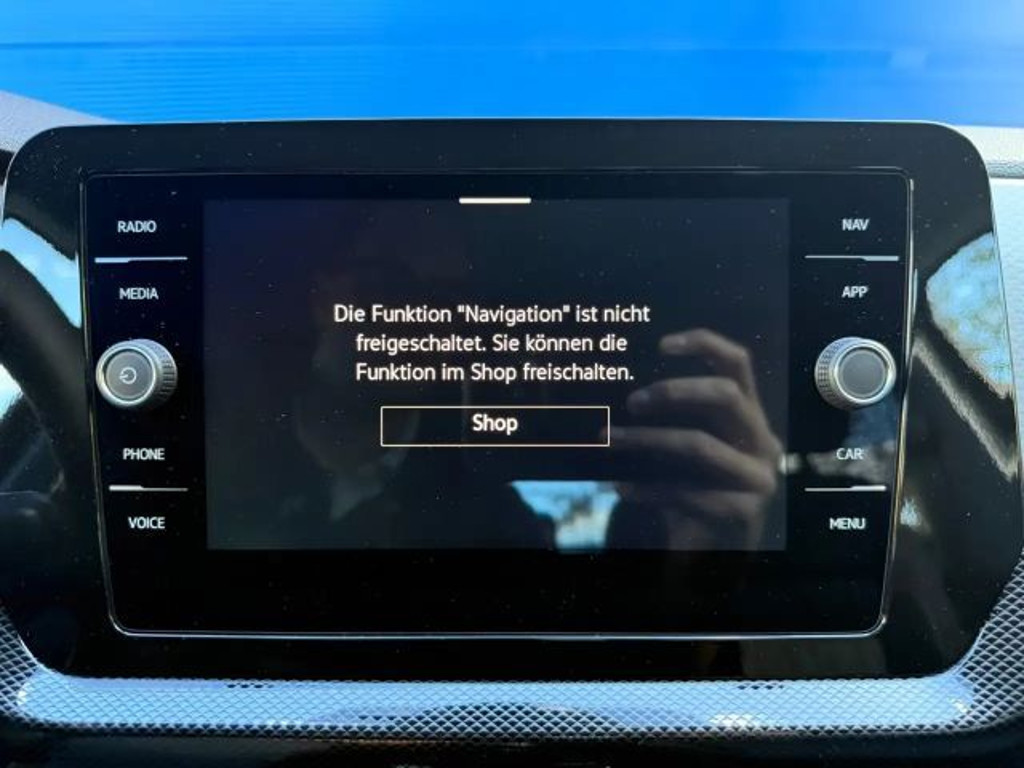 RADIO
MEDIA
PHONE
VOICE
Die Funktion "Navigation" ist nicht
freigeschaltet. Sie können die
Funktion im Shop freischalten.
Shop
NAV
APP
CAR
MENU